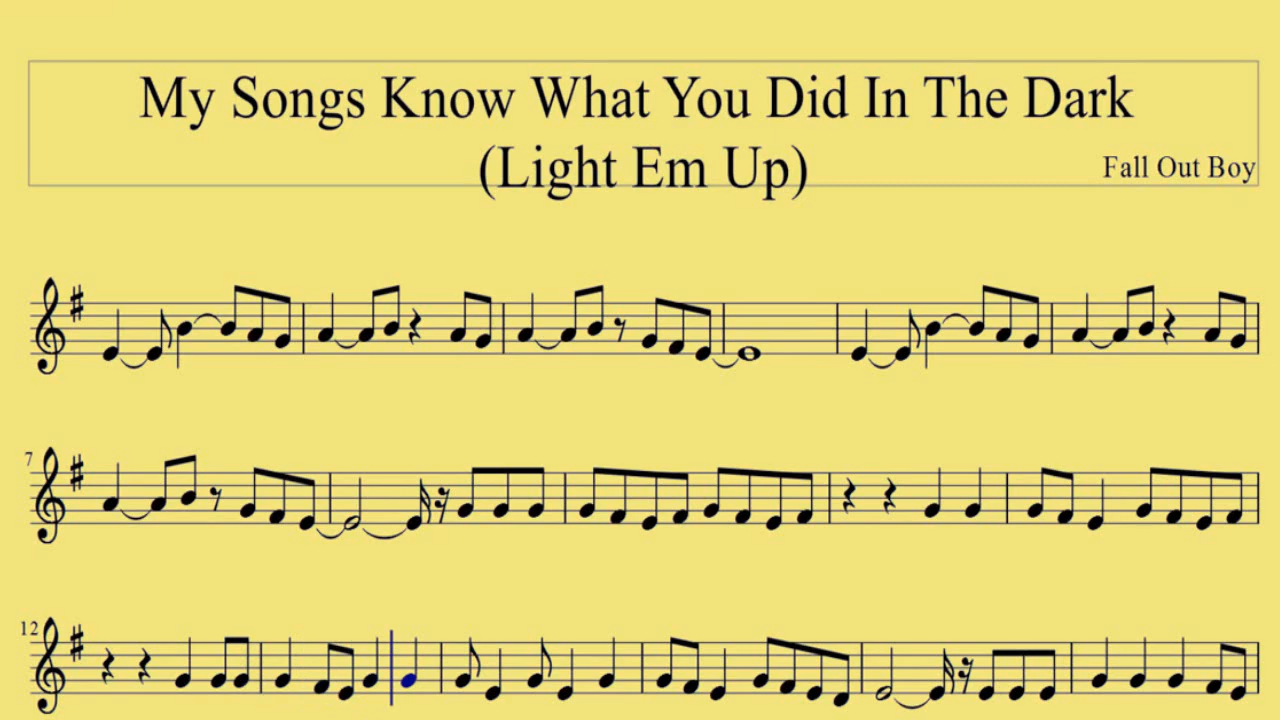 My Songs Know What You Did In The Dark
(Light Em Up)
Fall Out Boy
7
12